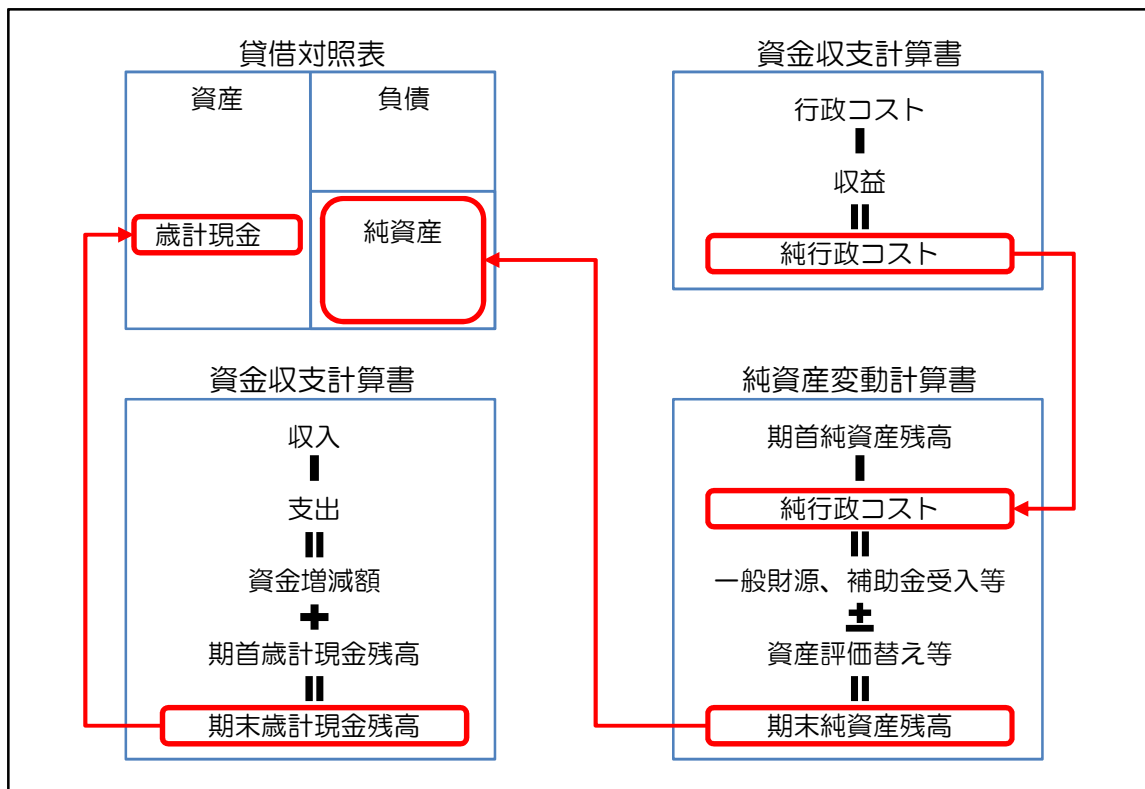 貸借対照表
資産
負債
歳計現金
純資産
資金収支計算書
行政コスト
ー
収益
=
純行政コスト
資金収支計算書
収入
ー
支出
=
資金増減額
+
期首歳計現金残高
=
期末歳計現金残高
純資産変動計算書
期首純資産残高
ー
純行政コスト
=
一般財源、補助金受入等
±
資産評価替え等
=
期末純資産残高